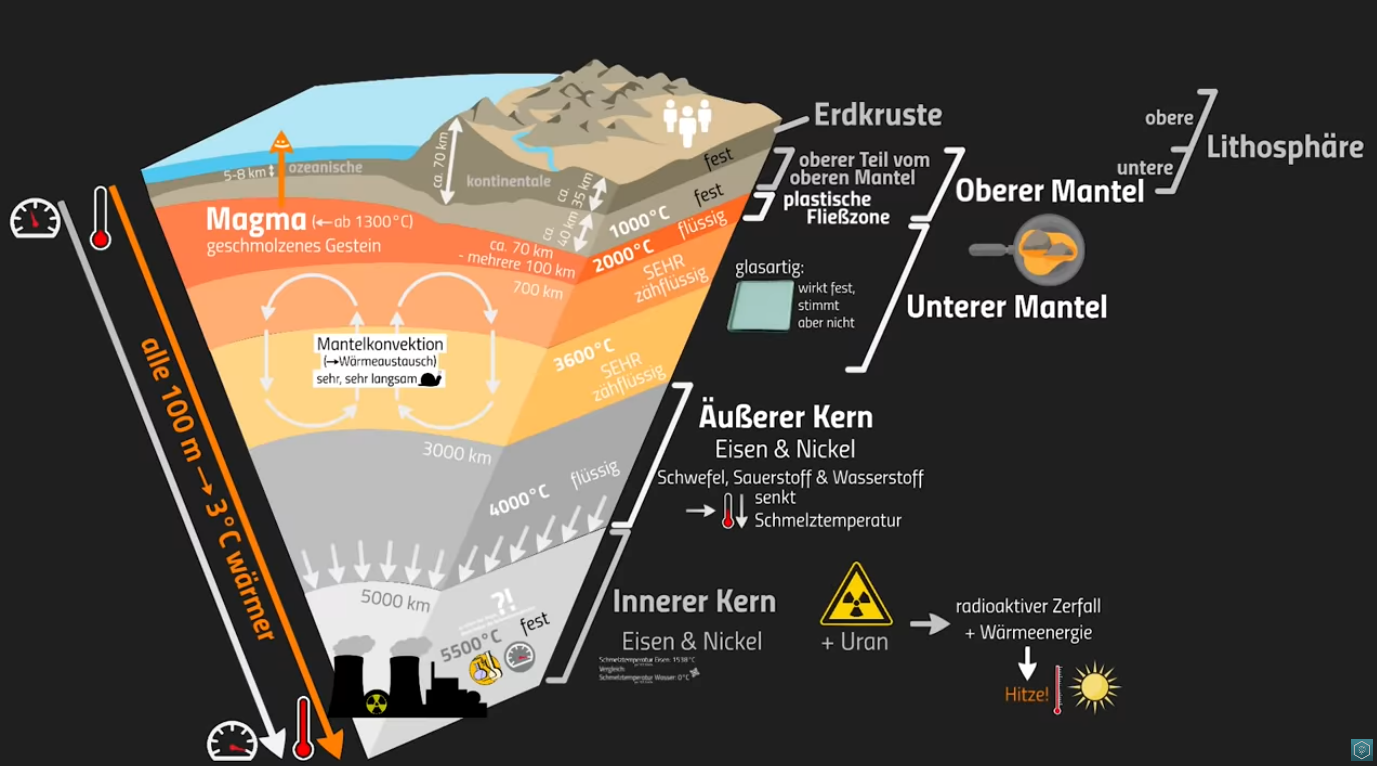 Erdkruste
obere
untere
Lithosphäre
oberer Teil vom
oberen Mantel
Oberer Mantel
plastische
Fließzone
Unterer Mantel
glasartig:
wirkt fest,
stimmt
aber nicht
5-8 km
ozeanische
ca. 70 km
kontinentale
ca.
35 km
fest
ca.
40 km
1000°C
fest
Magma (←ab 1300°C)
geschmolzenes Gestein
ca. 70 km
- mehrere 100 km
2000°C
flüssig
700 km
SEHR
zähflüssig
Mantelkonvektion
(→Wärmeaustausch)
sehr, sehr langsam
3600°C
SEHR
zähflüssig
alle 100 m → 3°C wärmer
3000 km
Äußerer Kern
Eisen & Nickel
Schwefel, Sauerstoff & Wasserstoff
→ senkt
Schmelztemperatur
4000°C
flüssig
5000 km
?!
5500°C
fest
Innerer Kern
Eisen & Nickel
Schmelztemperatur Eisen: 1538°C
Vergleich:
Schmelztemperatur Wasser: 0°C
+ Uran
radioaktiver Zerfall
+ Wärmeenergie
Hitze!